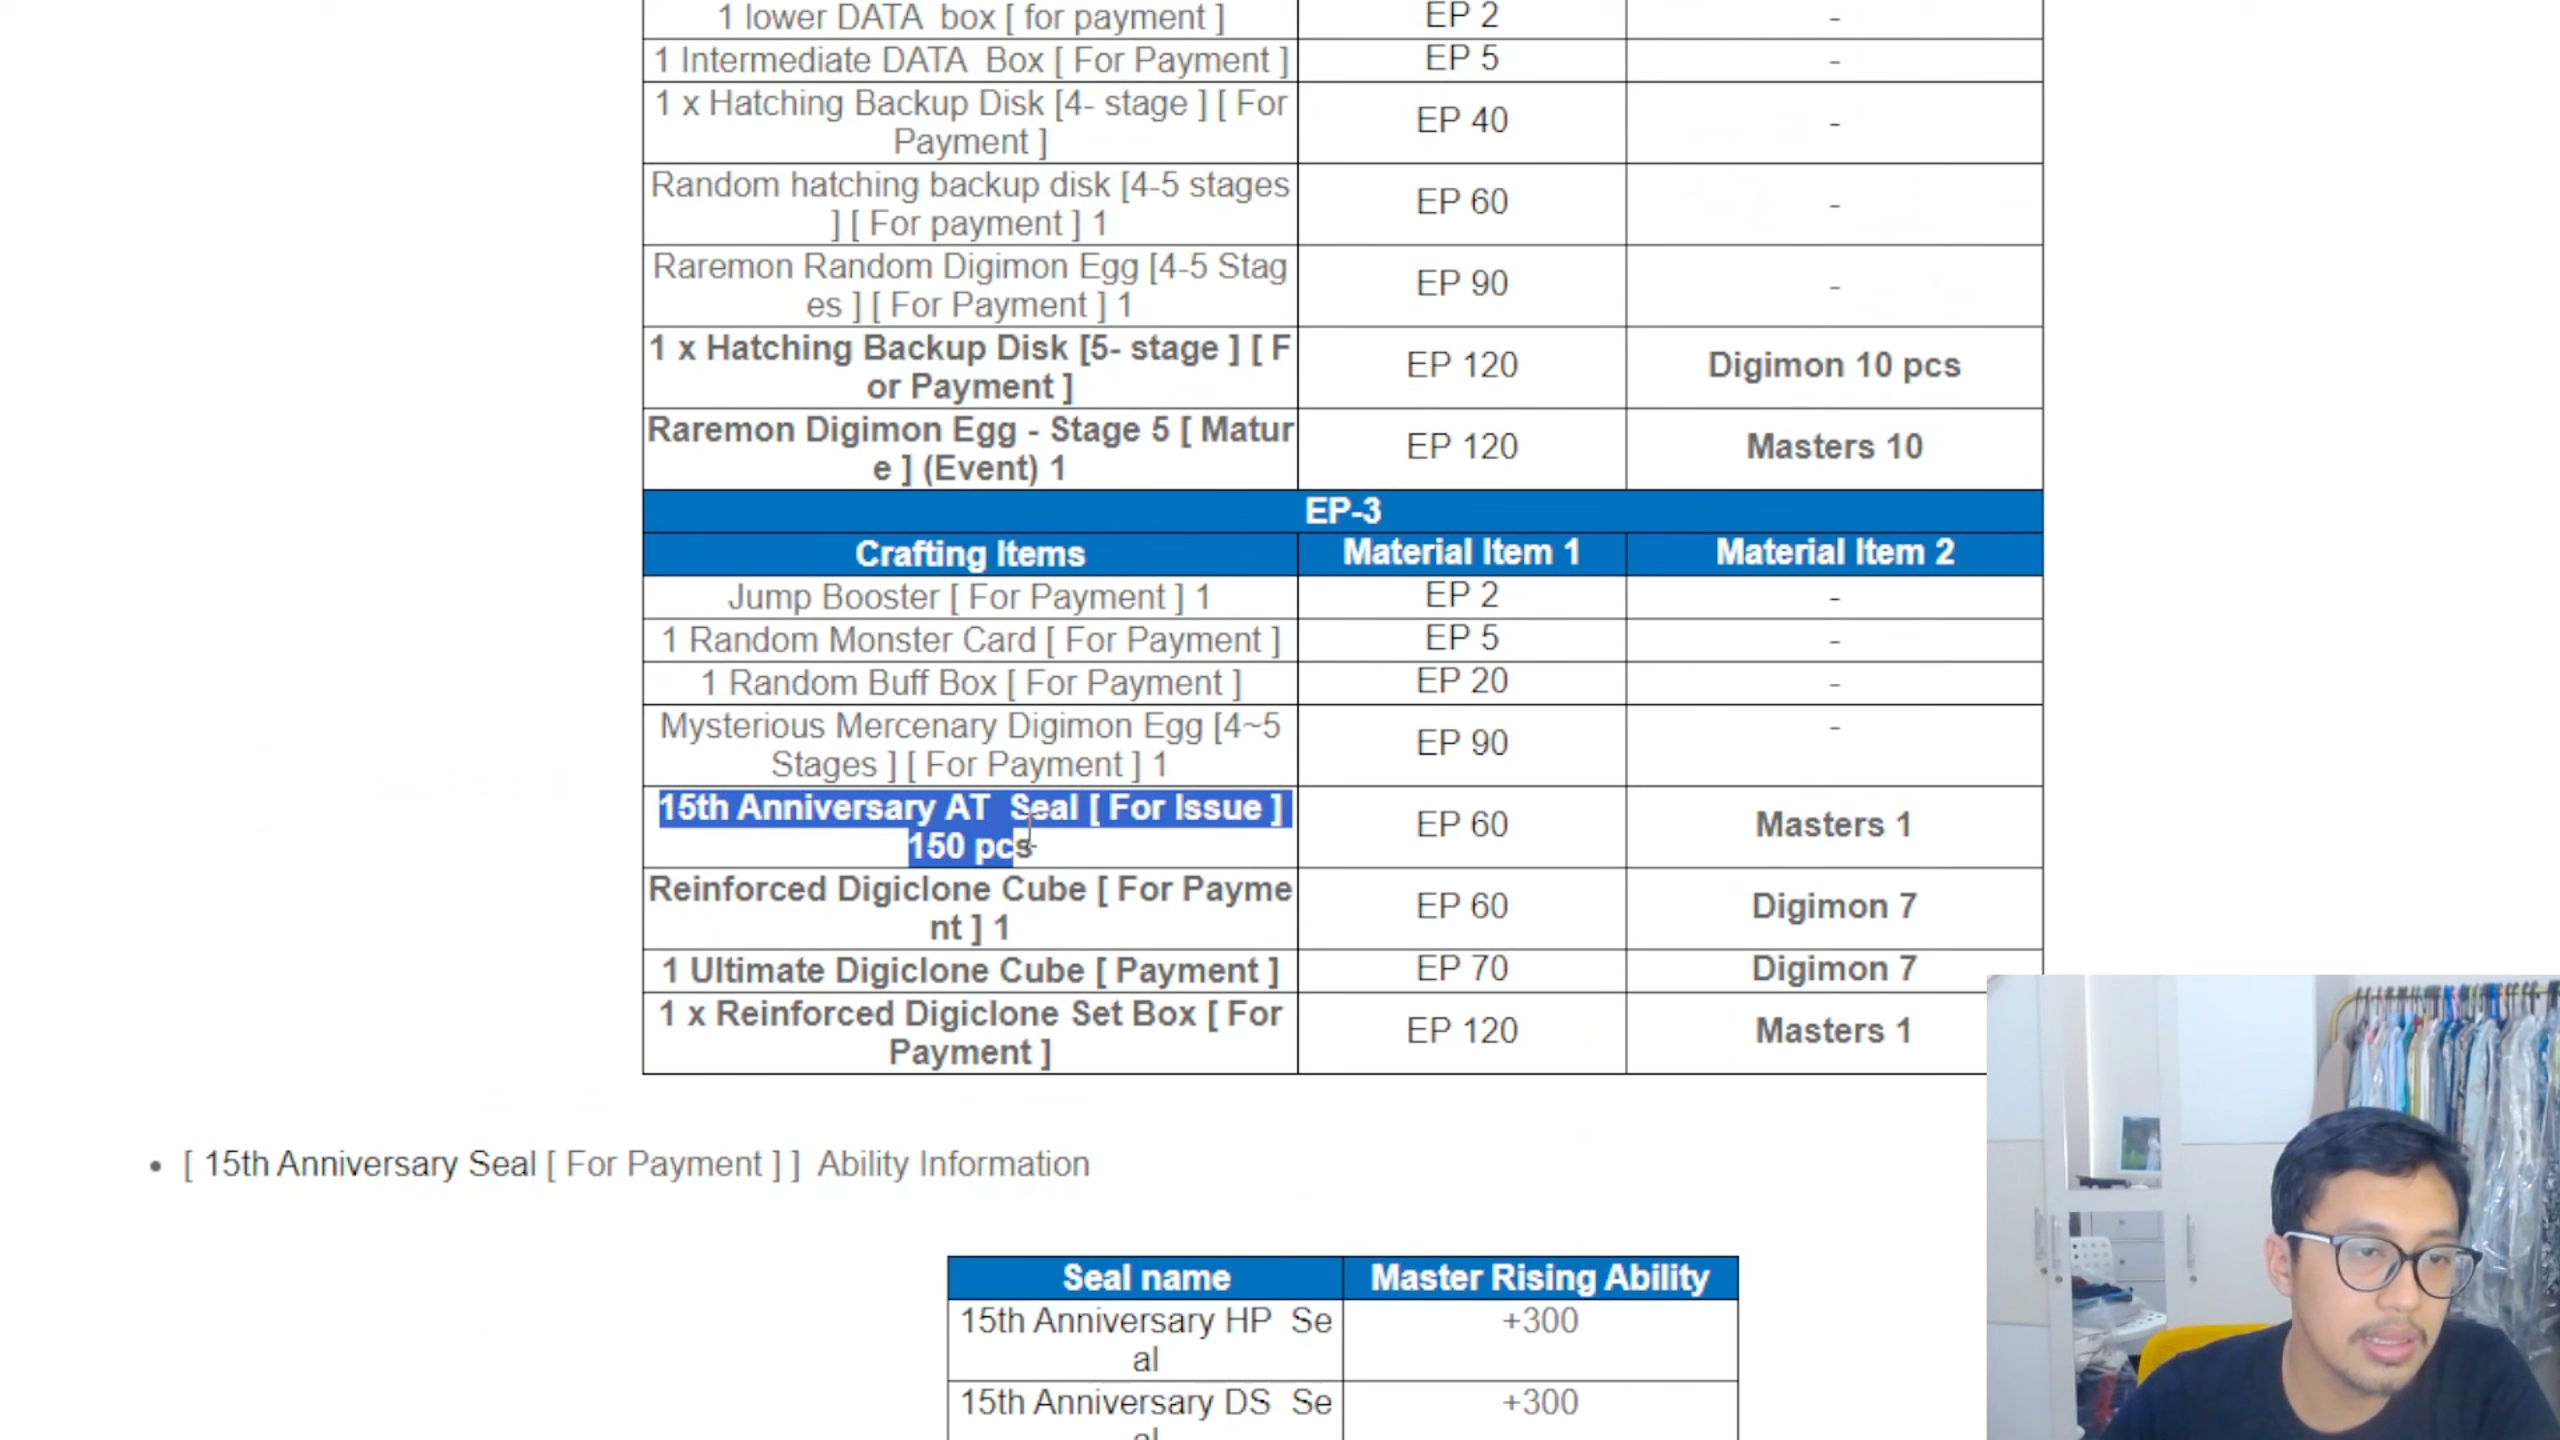 1 lower DATA box [ for payment ] EP 2 -
1 Intermediate DATA Box [ For Payment ] EP 5 -
1 x Hatching Backup Disk [4- stage ] [ For
Payment ] EP 40 -
Random hatching backup disk [4-5 stages
] [ For payment ] 1 EP 60 -
Raremon Random Digimon Egg [4-5 Stag
es ] [ For Payment ] 1 EP 90 -
1 x Hatching Backup Disk [5- stage ] [ F
or Payment ] EP 120 Digimon 10 pcs
Raremon Digimon Egg - Stage 5 [ Matur
e ] (Event) 1 EP 120 Masters 10
EP-3
Crafting Items Material Item 1 Material Item 2
Jump Booster [ For Payment ] 1 EP 2 -
1 Random Monster Card [ For Payment ] EP 5 -
1 Random Buff Box [ For Payment ] EP 20 -
Mysterious Mercenary Digimon Egg [4~5
Stages ] [ For Payment ] 1 EP 90 -
15th Anniversary AT Seal [ For Issue ]
150 pcs EP 60 Masters 1
Reinforced Digiclone Cube [ For Payme
nt ] 1 EP 60 Digimon 7
1 Ultimate Digiclone Cube [ Payment ] EP 70 Digimon 7
1 x Reinforced Digiclone Set Box [ For
Payment ] EP 120 Masters 1
• [ 15th Anniversary Seal [ For Payment ] ] Ability Information
Seal name Master Rising Ability
15th Anniversary HP Se
al +300
15th Anniversary DS Se
al +300